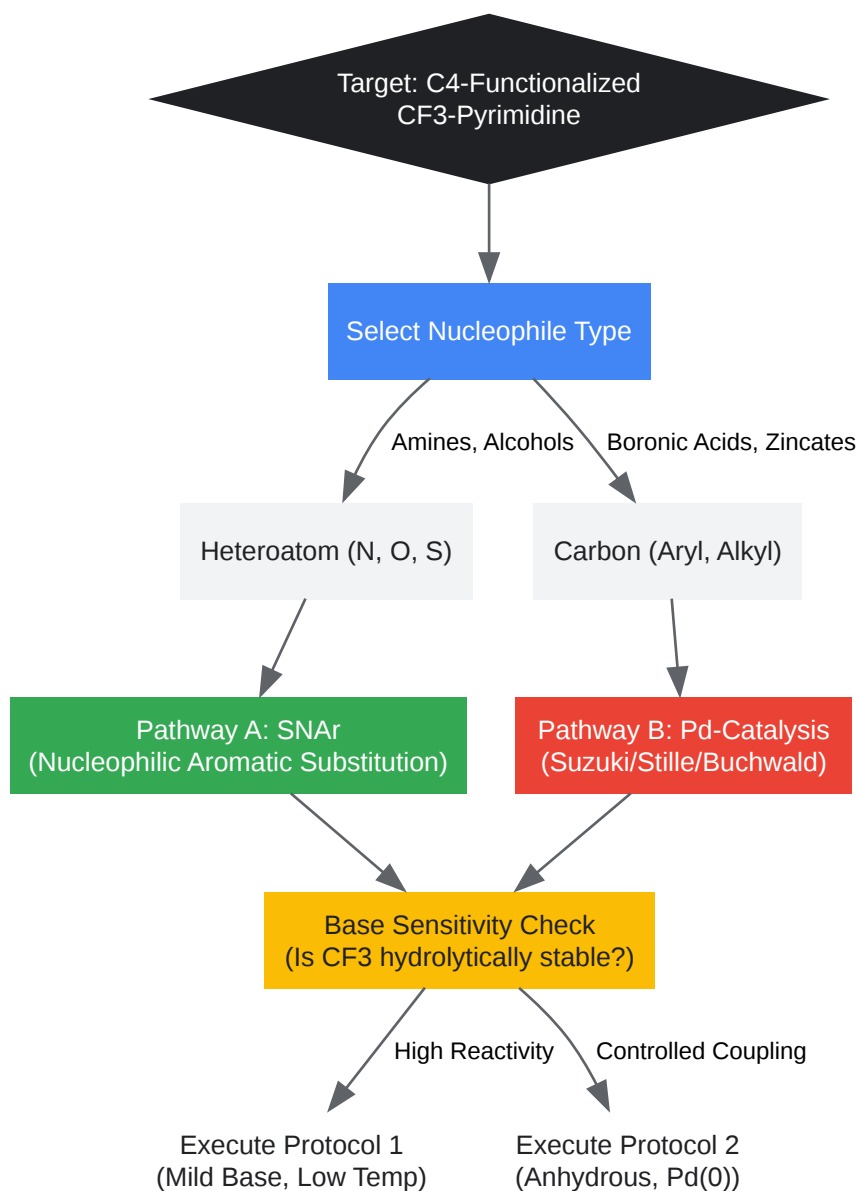 Target: C4-Functionalized
CF3-Pyrimidine
Select Nucleophile Type
Amines, Alcohols
Boronic Acids, Zincates
Heteroatom (N, O, S)
Carbon (Aryl, Alkyl)
Pathway A: SNAr
(Nucleophilic Aromatic Substitution)
Pathway B: Pd-Catalysis
(Suzuki/Stille/Buchwald)
Base Sensitivity Check
(Is CF3 hydrolytically stable?)
High Reactivity
Controlled Coupling
Execute Protocol 1
(Mild Base, Low Temp)
Execute Protocol 2
(Anhydrous, Pd(0))